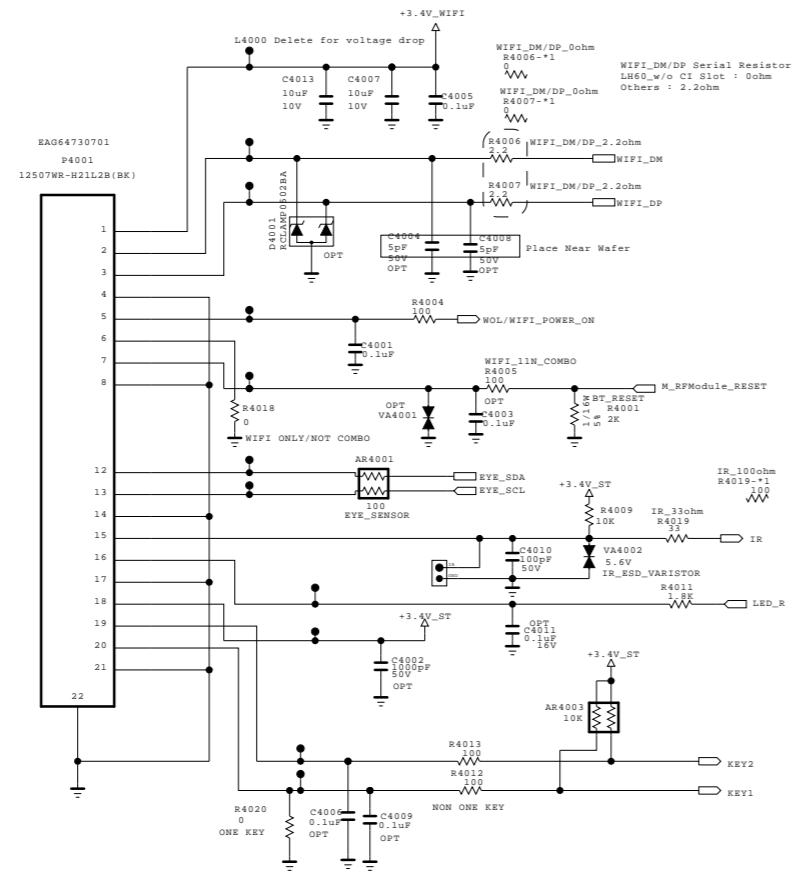 +3.4V_WIFI
L4000 Delete for voltage drop
C4013
10uF
10V
C4007
10uF
10V
C4005
0.1uF
WIFI_DM/DP_0ohm
R4006-*1
0
WIFI_DM/DP_0ohm
R4007-*1
0
WIFI_DM/DP Serial Resistor
LH60_w/o CI Slot : 0ohm
Others : 2.2ohm
EAG64730701
P4001
12507WR-H21L2B(BK)
R4006
2.2
WIFI_DM/DP_2.2ohm
WIFI_DM
R4007
2.2
WIFI_DM/DP_2.2ohm
WIFI_DP
D4001
RCLAMP0502BA
OPT
C4004
5pF
50V
OPT
C4008
5pF
50V
OPT
Place Near Wafer
1
2
3
4
5
6
7
8
12
13
14
15
16
17
18
19
20
21
22
R4004
100
WOL/WIFI_POWER_ON
C4001
0.1uF
R4018
0
WIFI ONLY/NOT COMBO
WIFI_11N_COMBO
R4005
100
OPT
OPT
VA4001
C4003
0.1uF
M_RFModule_RESET
BT_RESET
R4001
2K
1/16W
5%
AR4001
100
EYE_SENSOR
EYE_SDA
EYE_SCL
+3.4V_ST
R4009
10K
IR_100ohm
R4019-*1
100
IR_33ohm
R4019
33
IR
C4010
100pF
50V
VA4002
5.6V
IR_ESD_VARISTOR
R4011
1.8K
LED_R
OPT
C4011
0.1uF
16V
+3.4V_ST
C4002
1000pF
50V
OPT
+3.4V_ST
AR4003
10K
R4013
100
KEY2
R4012
100
KEY1
NON ONE KEY
R4020
0
ONE KEY
C4006
0.1uF
OPT
C4009
0.1uF
OPT